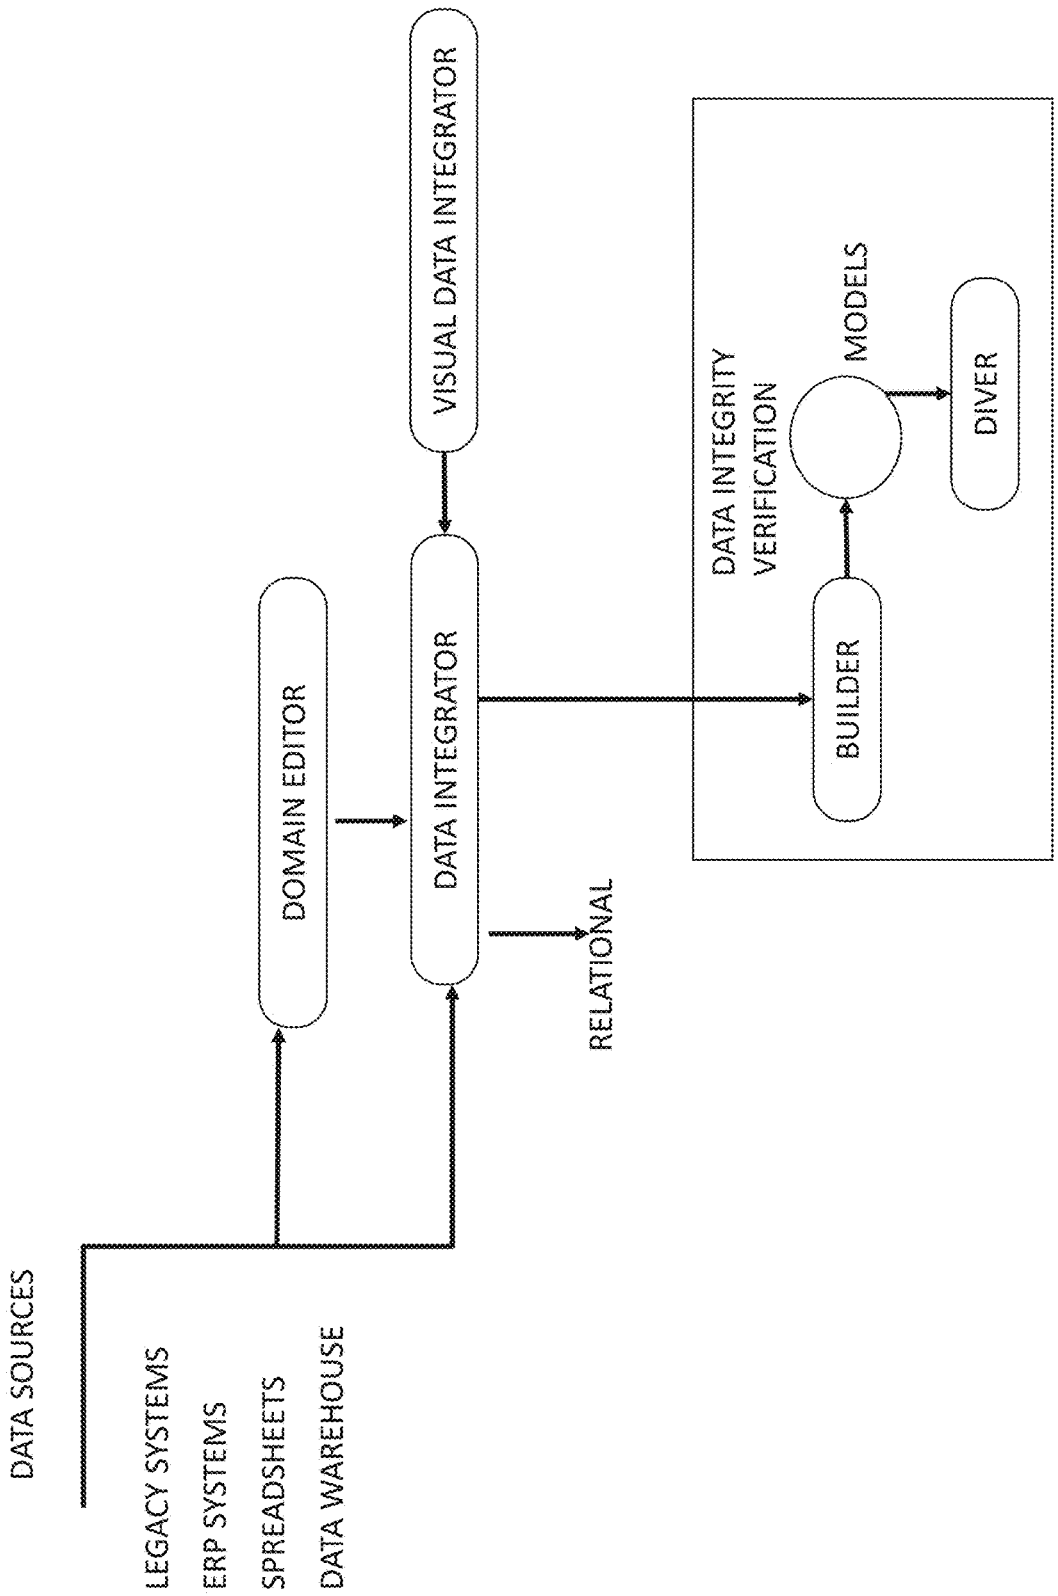 DATA SOURCES
LEGACY SYSTEMS
ERP SYSTEMS
SPREADSHEETS
DATA WAREHOUSE
DOMAIN EDITOR
DATA INTEGRATOR
VISUAL DATA INTEGRATOR
RELATIONAL
DATA INTEGRITY
VERIFICATION
BUILDER
MODELS
DIVER